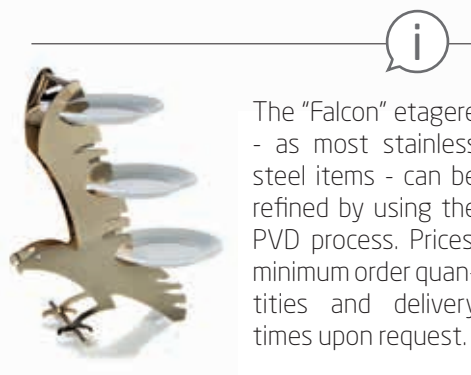 i
The "Falcon" etagere
- as most stainless
steel items - can be
refined by using the
PVD process. Prices,
minimum order quan-
tities and delivery
times upon request.